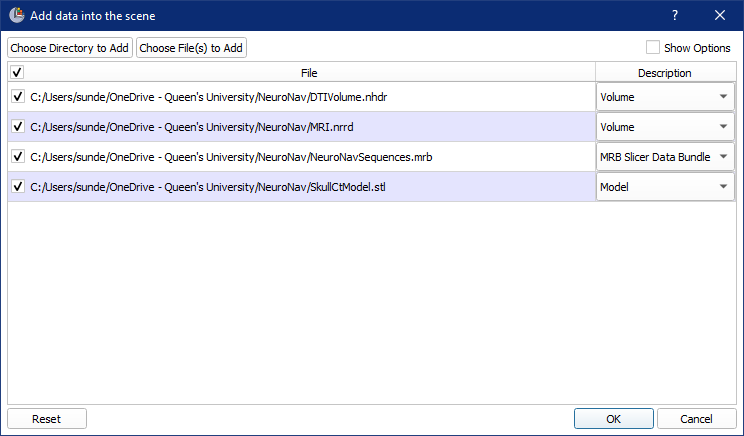 Add data into the scene
Choose Directory to Add Choose File(s) to Add Show Options
File Description
C:/Users/sunde/OneDrive - Queen's University/NeuroNav/DTIVolume.nhdr Volume
C:/Users/sunde/OneDrive - Queen's University/NeuroNav/MRI.nrrd Volume
C:/Users/sunde/OneDrive - Queen's University/NeuroNav/NeuroNavSequences.mrb MRB Slicer Data Bundle
C:/Users/sunde/OneDrive - Queen's University/NeuroNav/SkullCtModel.stl Model
Reset OK Cancel